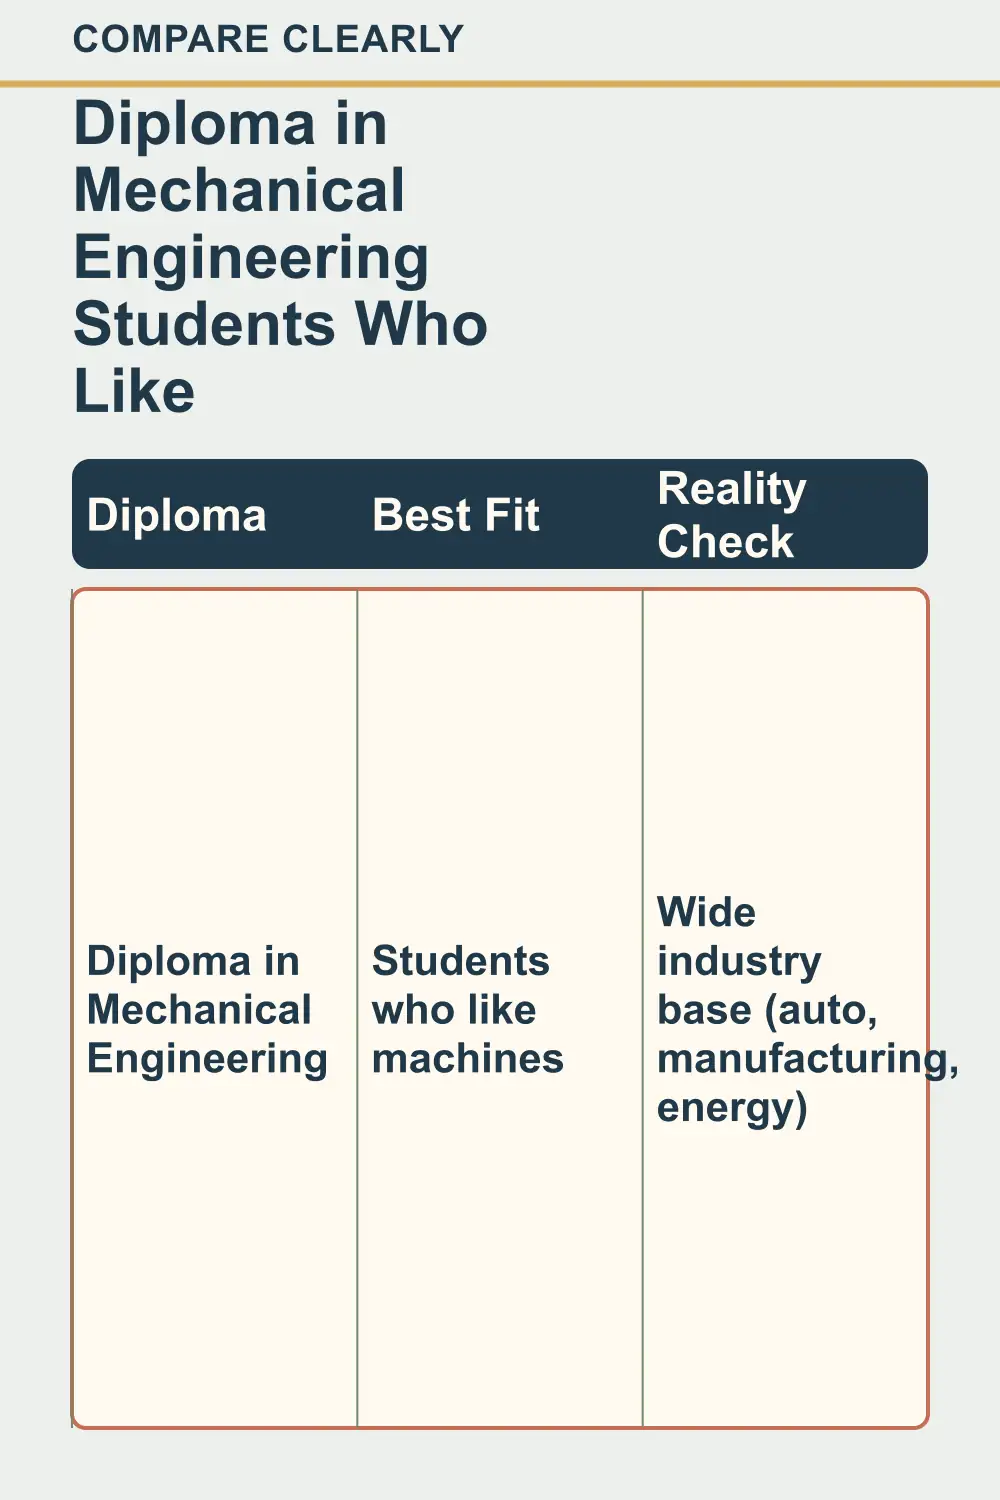 COMPARE CLEARLY
Diploma in
Mechanical
Engineering
Students Who
Like
Diploma
Best Fit
Reality
Check
Diploma in
Mechanical
Engineering
Students
who like
machines
Wide
industry
base (auto,
manufacturing,
energy)